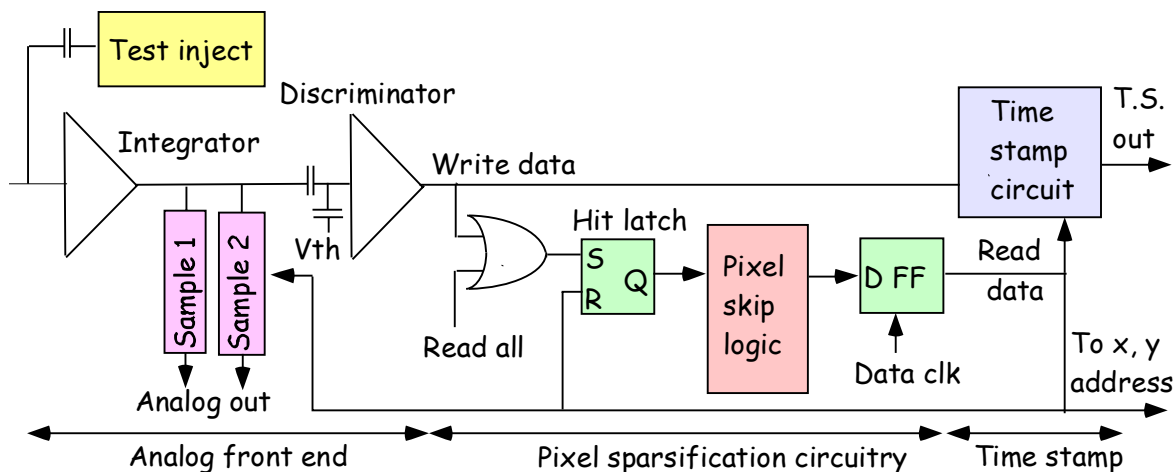 Test inject
Discriminator
Integrator
Write data
Time
stamp
circuit
T.S.
out
Sample 1
Sample 2
Vth
Hit latch
S
R
Q
Pixel
skip
logic
D FF
Read
data
Read all
Data clk
To x, y
address
Analog out
Analog front end
Pixel sparsification circuitry
Time stamp